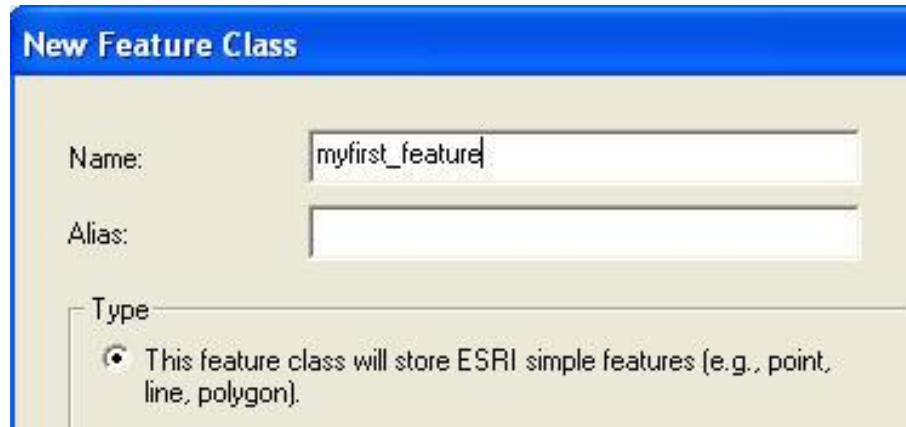 New Feature Class
Name: myfirst_feature
Alias:
Type
This feature class will store ESRI simple features (e.g., point,
line, polygon).